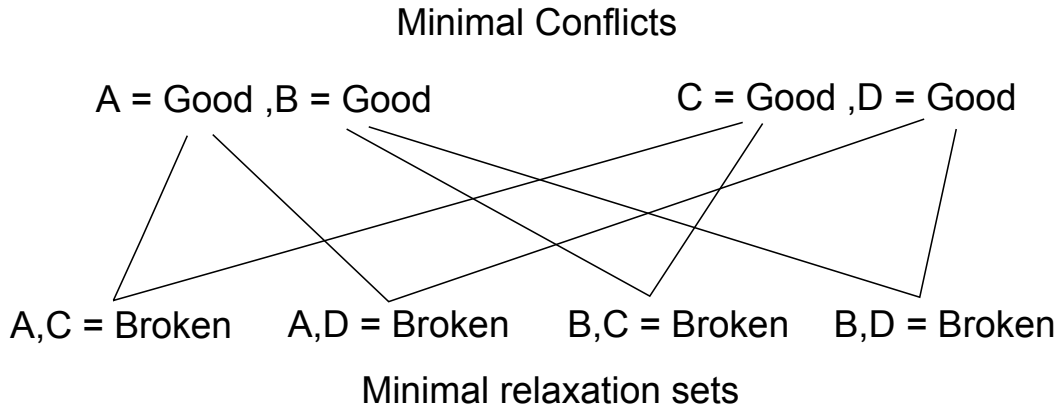 Minimal Conflicts
A = Good ,B = Good C = Good ,D = Good
A,C = Broken A,D = Broken B,C = Broken B,D = Broken
Minimal relaxation sets